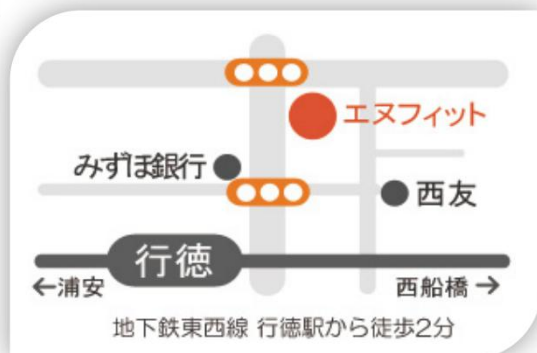 エヌフィット
みずほ銀行
西友
行徳
←浦安
西船橋→
地下鉄東西線 行徳駅から徒歩2分